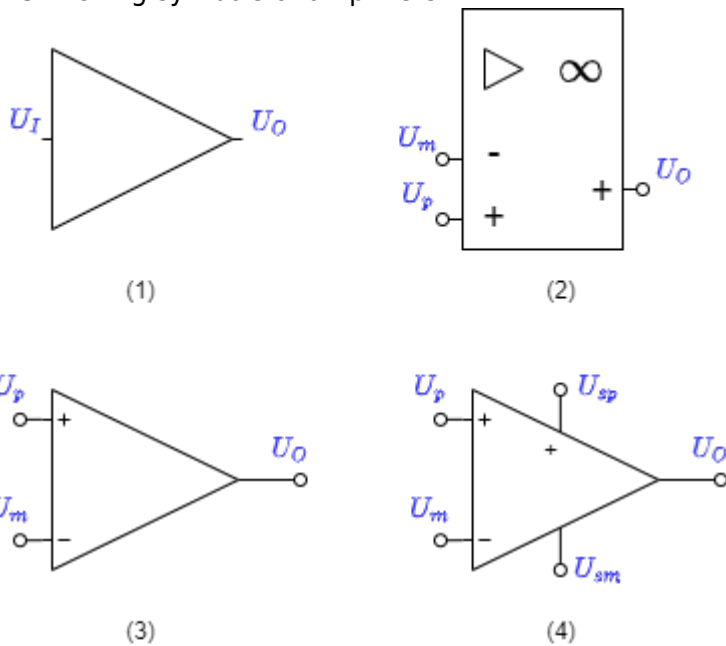 U_I U_O
▷ ∞
U_m -
U_p + + U_O
(1) (2)
U_p + U_O
U_m −
U_p + U_sp + U_O
U_m − U_sm
(3) (4)